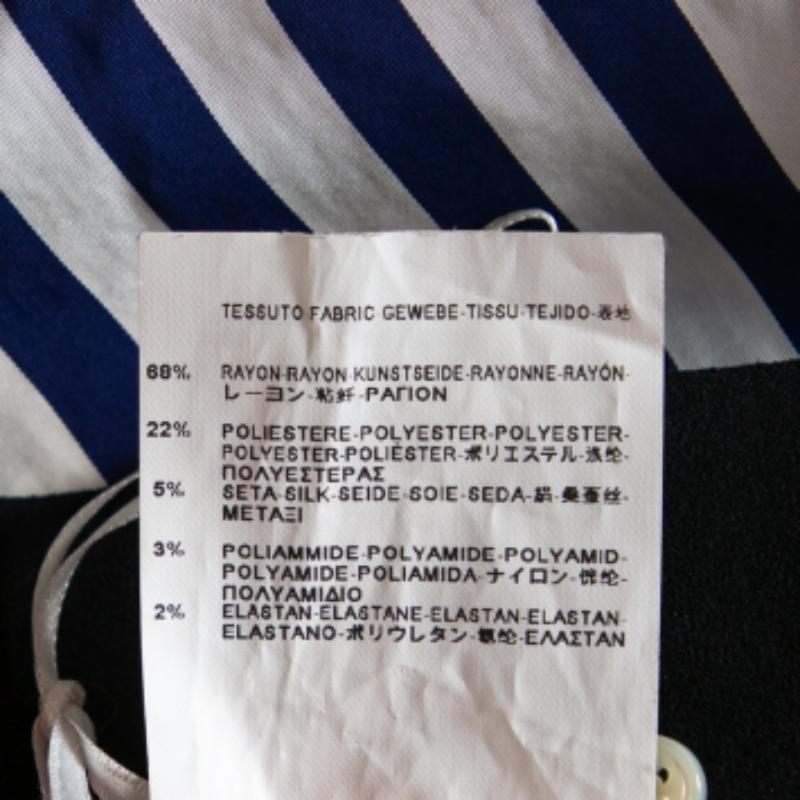 TESSUTO-FABRIC-GEWEBE-TISSU-TEJIDO-表地
68% RAYON-RAYON-KUNSTSEIDE-RAYONNE-RAYÓN-
レーヨン-粘纤-ΡΑΓΙΟΝ
22% POLIESTERE-POLYESTER-POLYESTER-
POLYESTER-POLIÉSTER-ポリエステル-涤纶-
ΠΟΛΥΕΣΤΕΡΑΣ
5% SETA-SILK-SEIDE-SOIE-SEDA-絹-桑蚕丝-
ΜΕΤΑΞΙ
3% POLIAMMIDE-POLYAMIDE-POLYAMID-
POLYAMIDE-POLIAMIDA-ナイロン-锦纶-
ΠΟΛΥΑΜΙΔΙΟ
2% ELASTAN-ELASTANE-ELASTAN-ELASTAN-
ELASTANO-ポリウレタン-氨纶-ΕΛΑΣΤΑΝ